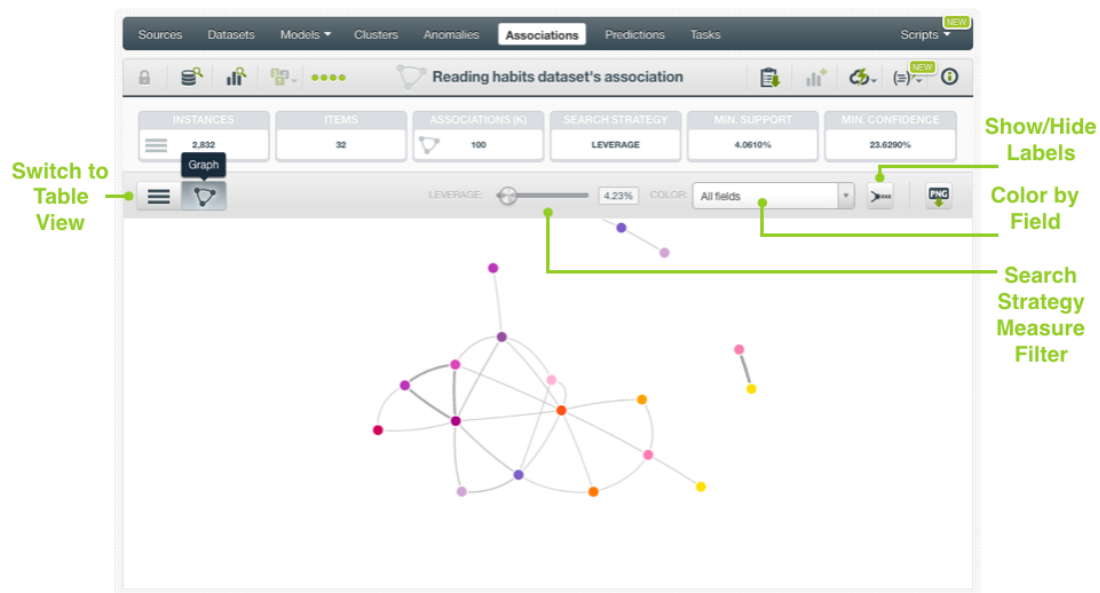 NEW
Sources Datasets Models Clusters Anomalies Associations Predictions Tasks Scripts
NEW
Reading habits dataset's association
INSTANCES ITEMS ASSOCIATIONS (K) SEARCH STRATEGY MIN. SUPPORT MIN. CONFIDENCE
2,832 32 100 LEVERAGE 4.0610% 23.6290%
Show/Hide
Labels
Graph
Switch to
Table
View
LEVERAGE: 4.23% COLOR: All fields PNG
Color by
Field
Search
Strategy
Measure
Filter